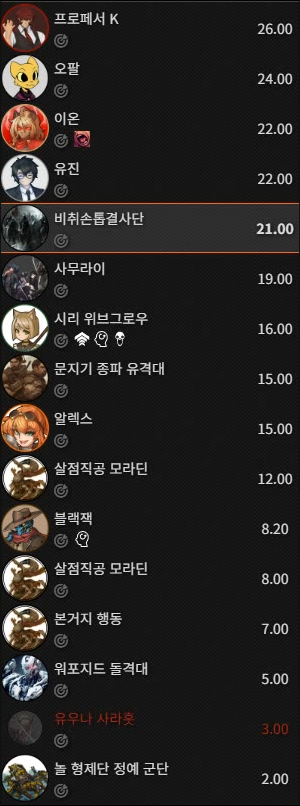 프로페서 K
26.00
오팔
24.00
이온
22.00
유진
22.00
비취손톱결사단
21.00
사무라이
19.00
시리 위브그로우
16.00
문지기 종파 유격대
15.00
알렉스
15.00
살점직공 모라딘
12.00
블랙잭
8.20
살점직공 모라딘
8.00
본거지 행동
7.00
워포지드 돌격대
5.00
유우나 사라홋
3.00
놀 형제단 정예 군단
2.00